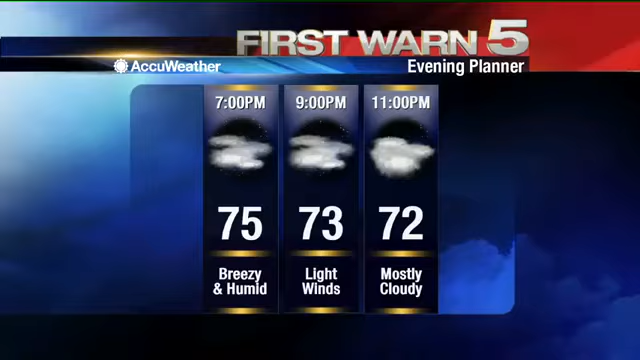 FIRST WARN 5
AccuWeather
Evening Planner
7:00PM
9:00PM
11:00PM
75
73
72
Breezy
& Humid
Light
Winds
Mostly
Cloudy